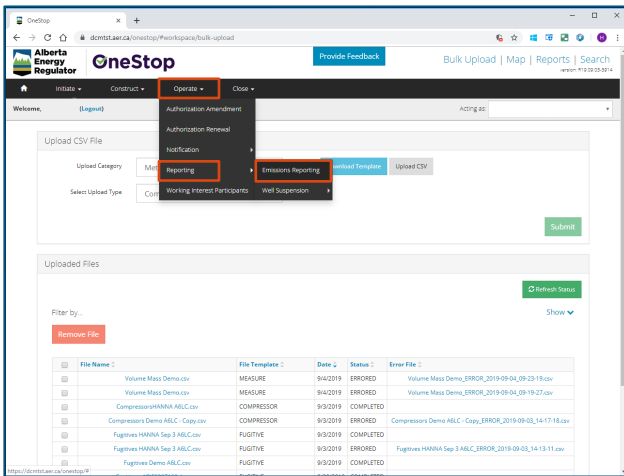 OneStop
dcmtst.aer.ca/onestop/#workspace/bulk-upload
Alberta
Energy
Regulator
OneStop
Provide Feedback
Bulk Upload | Map | Reports | Search
version: R19.09.03-3914
Initiate
Construct
Operate
Close
Welcome,
(Logout)
Acting as:
Authorization Amendment
Authorization Renewal
Notification
Reporting
Emissions Reporting
Working Interest Participants
Well Suspension
Upload CSV File
Upload Category
Download Template
Upload CSV
Select Upload Type
Submit
Uploaded Files
Refresh Status
Filter by...
Show
Remove File
File Name File Template Date Status Error File
Volume Mass Demo.csv MEASURE 9/4/2019 ERRORED Volume Mass Demo_ERROR_2019-09-04_09-23-19.csv
Volume Mass Demo.csv MEASURE 9/4/2019 ERRORED Volume Mass Demo_ERROR_2019-09-04_09-19-27.csv
CompressorsHANNA A6LC.csv COMPRESSOR 9/3/2019 COMPLETED
Compressors Demo A6LC - Copy.csv COMPRESSOR 9/3/2019 ERRORED Compressors Demo A6LC - Copy_ERROR_2019-09-03_14-17-18.csv
Fugitives HANNA Sep 3 A6LC.csv FUGITIVE 9/3/2019 COMPLETED
Fugitives HANNA Sep 3 A6LC.csv FUGITIVE 9/3/2019 ERRORED Fugitives HANNA Sep 3 A6LC_ERROR_2019-09-03_14-13-11.csv
Fugitives Demo A6LC.csv FUGITIVE 9/3/2019 COMPLETED
https://dcmtst.aer.ca/onestop/#